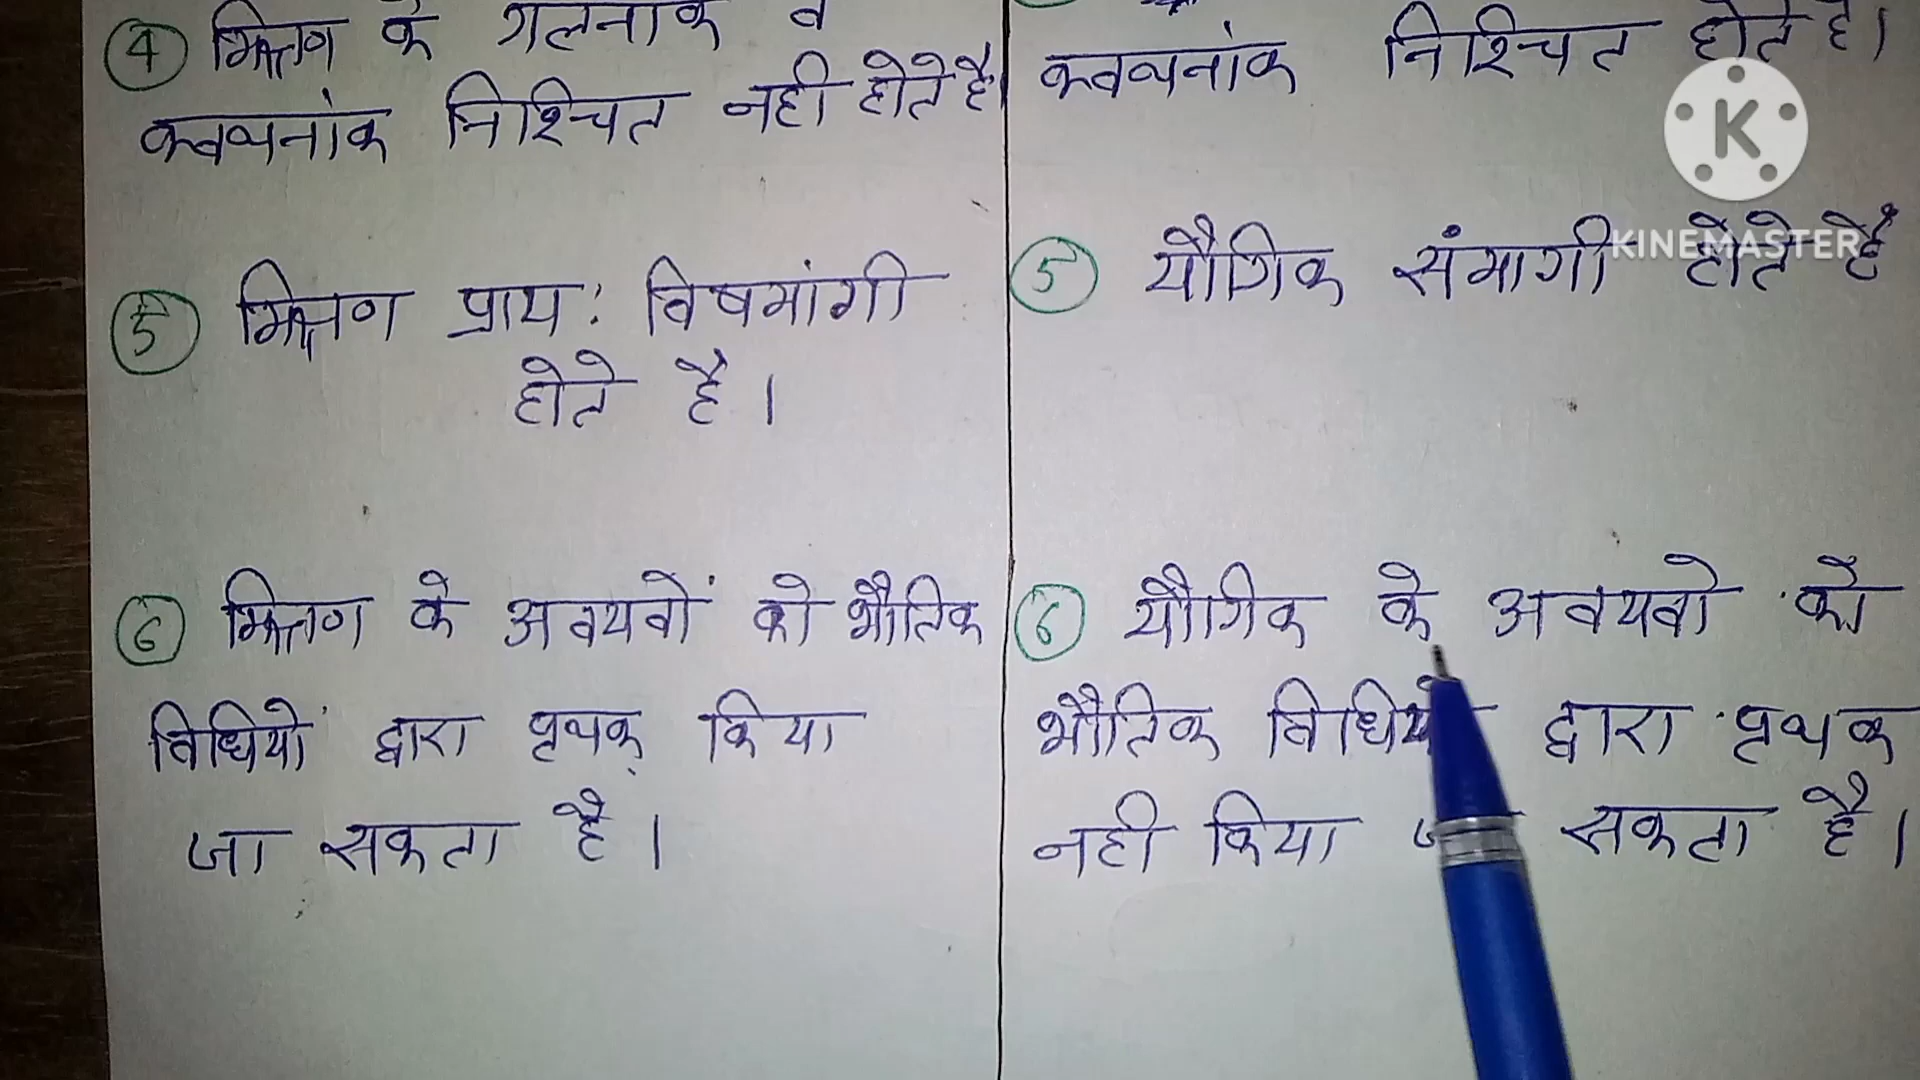 ④ मिश्रण के गलनांक व
क्वथनांक निश्चित नही होते है।
⑤ मिश्रण प्राय: विषमांगी
होते है ।
⑥ मिश्रण के अवयवों को भौतिक
विधियों द्वारा पृथक् किया
जा सकता है ।
क्वथनांक निश्चित होते है।
⑤ यौगिक संमागी होते है
⑥ यौगिक के अवयवो को
भौतिक विधियो द्वारा पृथक
नही किया जा सकता है ।
K
KINEMASTER